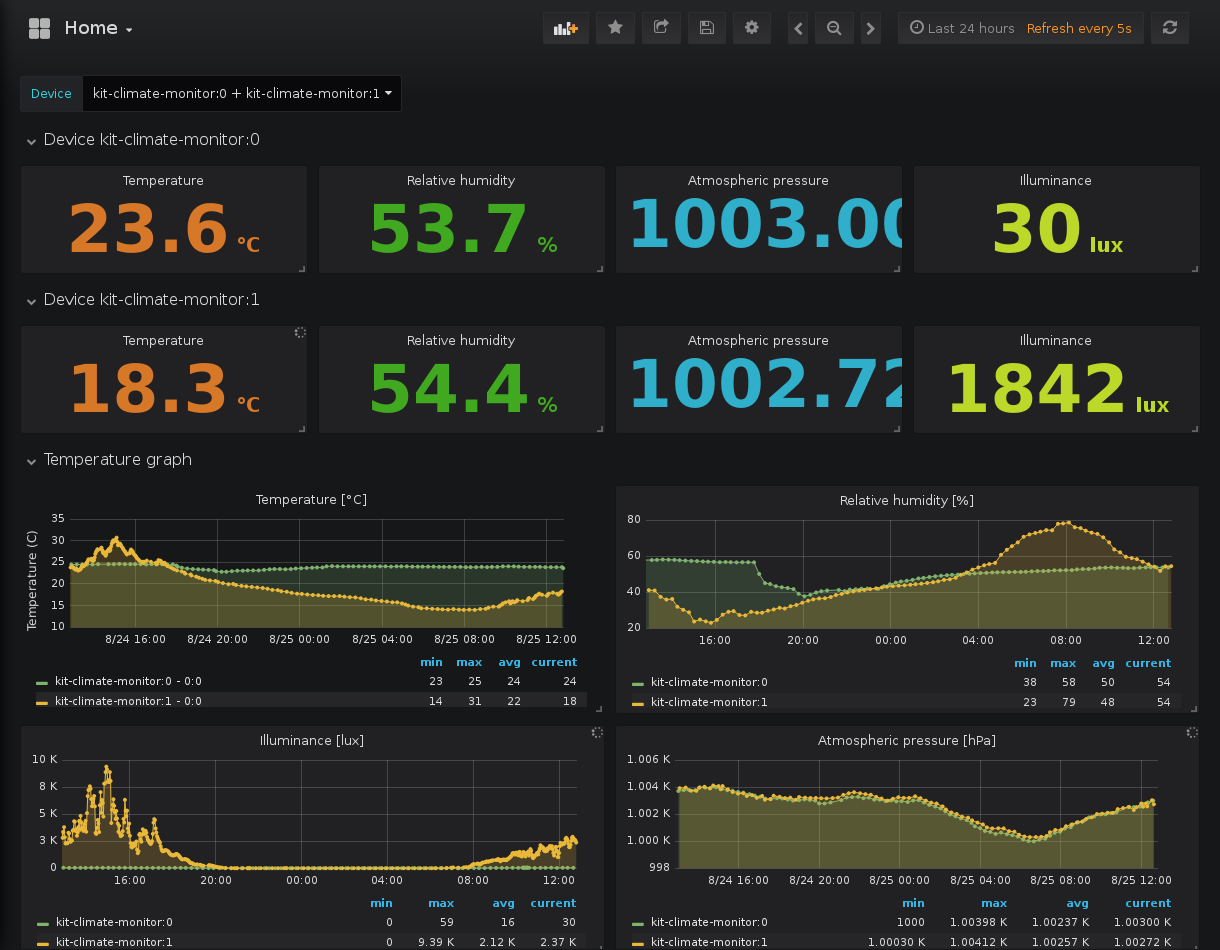 Home
Last 24 hours Refresh every 5s
Device kit-climate-monitor:0 + kit-climate-monitor:1
Device kit-climate-monitor:0
Temperature Relative humidity Atmospheric pressure Illuminance
23.6 °C 53.7 % 1003.00 30 lux
Device kit-climate-monitor:1
Temperature Relative humidity Atmospheric pressure Illuminance
18.3 °C 54.4 % 1002.72 1842 lux
Temperature graph
Temperature [°C]
Temperature (C)
35
30
25
20
15
10
8/24 16:00 8/24 20:00 8/25 00:00 8/25 04:00 8/25 08:00 8/25 12:00
min max avg current
kit-climate-monitor:0 - 0:0 23 25 24 24
kit-climate-monitor:1 - 0:0 14 31 22 18
Relative humidity [%]
80
60
40
20
16:00 20:00 00:00 04:00 08:00 12:00
min max avg current
kit-climate-monitor:0 38 58 50 54
kit-climate-monitor:1 23 79 48 54
Illuminance [lux]
10 K
8 K
5 K
3 K
0
16:00 20:00 00:00 04:00 08:00 12:00
min max avg current
kit-climate-monitor:0 0 59 16 30
kit-climate-monitor:1 0 9.39 K 2.12 K 2.37 K
Atmospheric pressure [hPa]
1.006 K
1.004 K
1.002 K
1.000 K
998
8/24 16:00 8/24 20:00 8/25 00:00 8/25 04:00 8/25 08:00 8/25 12:00
min max avg current
kit-climate-monitor:0 1000 1.00398 K 1.00237 K 1.00300 K
kit-climate-monitor:1 1.00030 K 1.00412 K 1.00257 K 1.00272 K